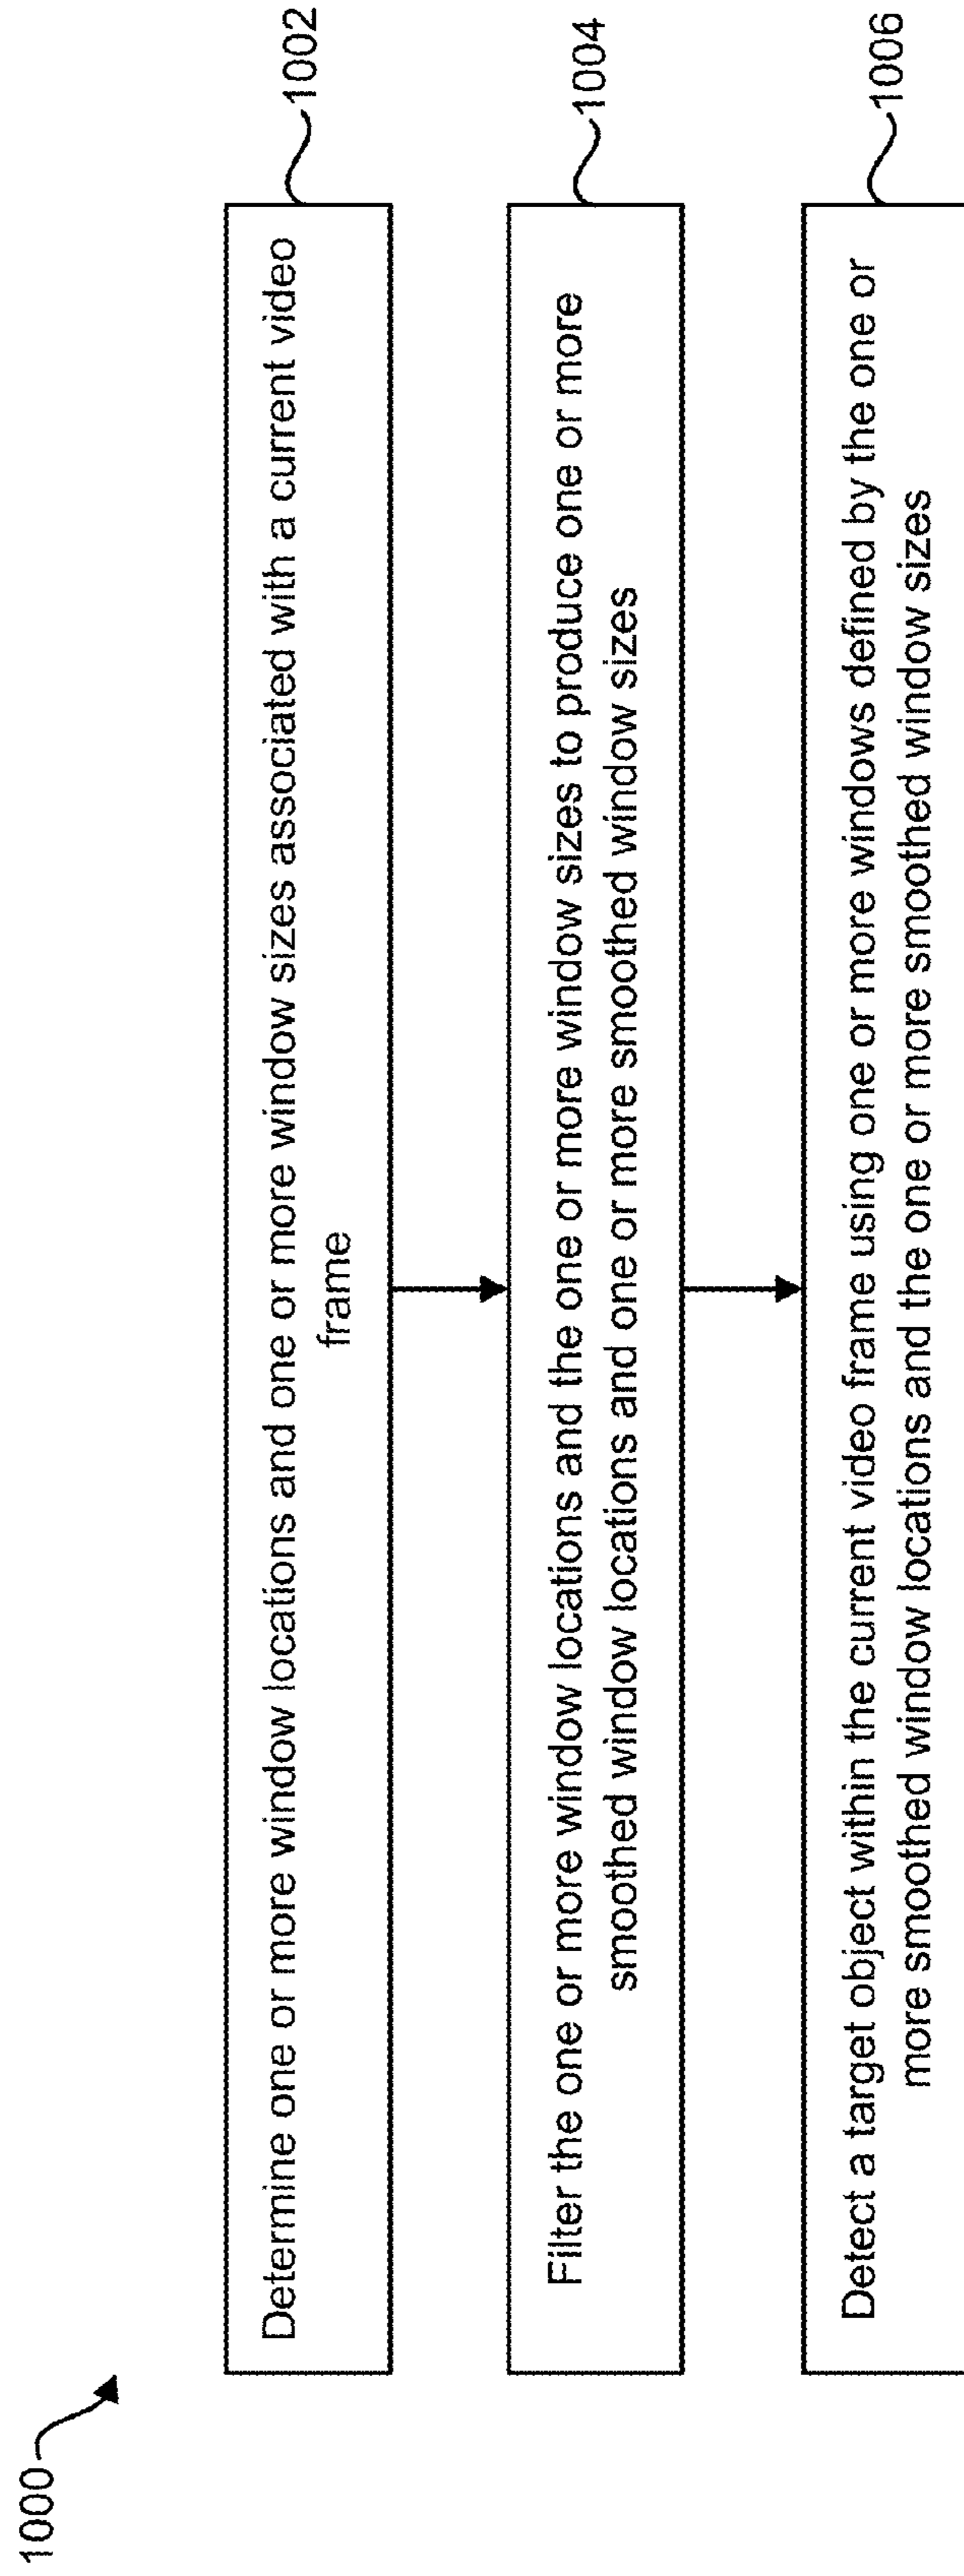 1000
Determine one or more window locations and one or more window sizes associated with a current video
frame
1002
Filter the one or more window locations and the one or more window sizes to produce one or more
smoothed window locations and one or more smoothed window sizes
1004
Detect a target object within the current video frame using one or more windows defined by the one or
more smoothed window locations and the one or more smoothed window sizes
1006